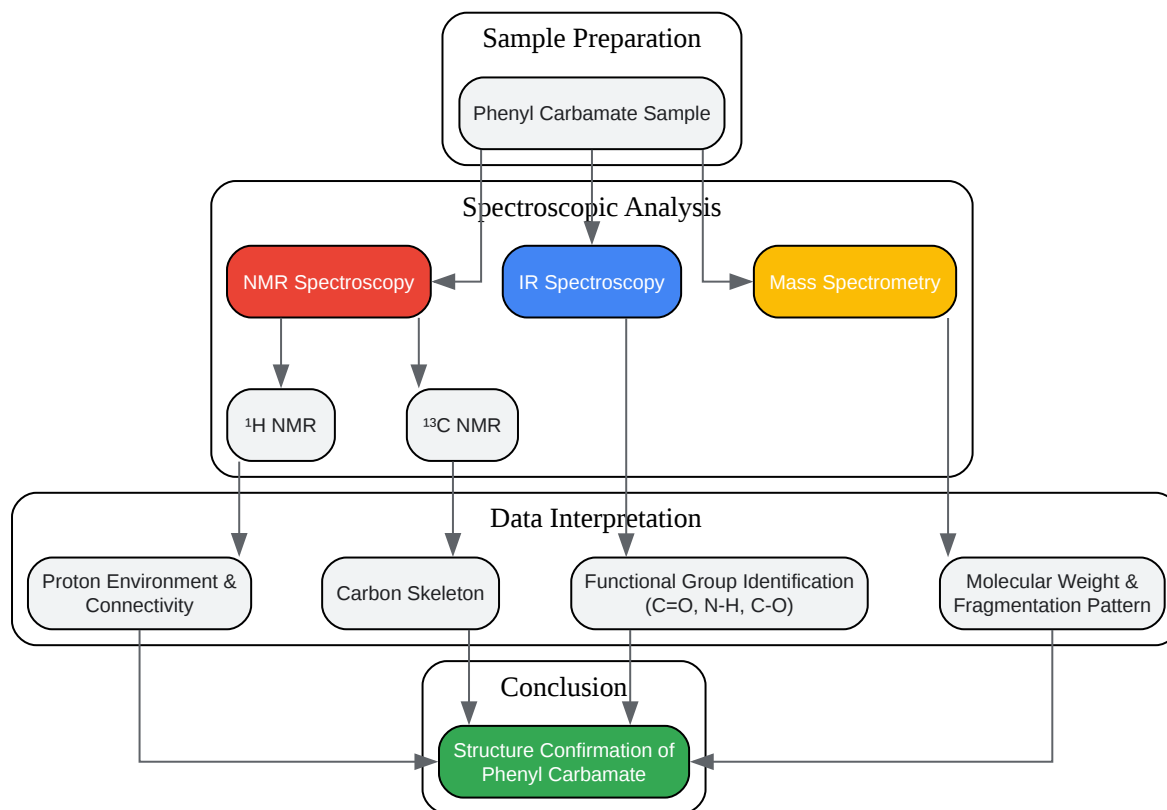 Sample Preparation
Phenyl Carbamate Sample
Spectroscopic Analysis
NMR Spectroscopy
IR Spectroscopy
Mass Spectrometry
¹H NMR
¹³C NMR
Data Interpretation
Proton Environment &
Connectivity
Carbon Skeleton
Functional Group Identification
(C=O, N-H, C-O)
Molecular Weight &
Fragmentation Pattern
Conclusion
Structure Confirmation of
Phenyl Carbamate